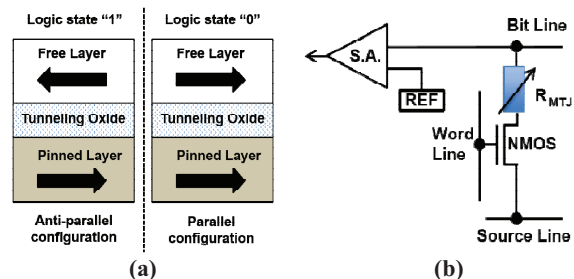 Logic state “1”
Free Layer
Tunneling Oxide
Pinned Layer
Anti-parallel
configuration
Logic state “0”
Free Layer
Tunneling Oxide
Pinned Layer
Parallel
configuration
(a)
S.A.
REF
Bit Line
RMTJ
Word
Line
NMOS
Source Line
(b)